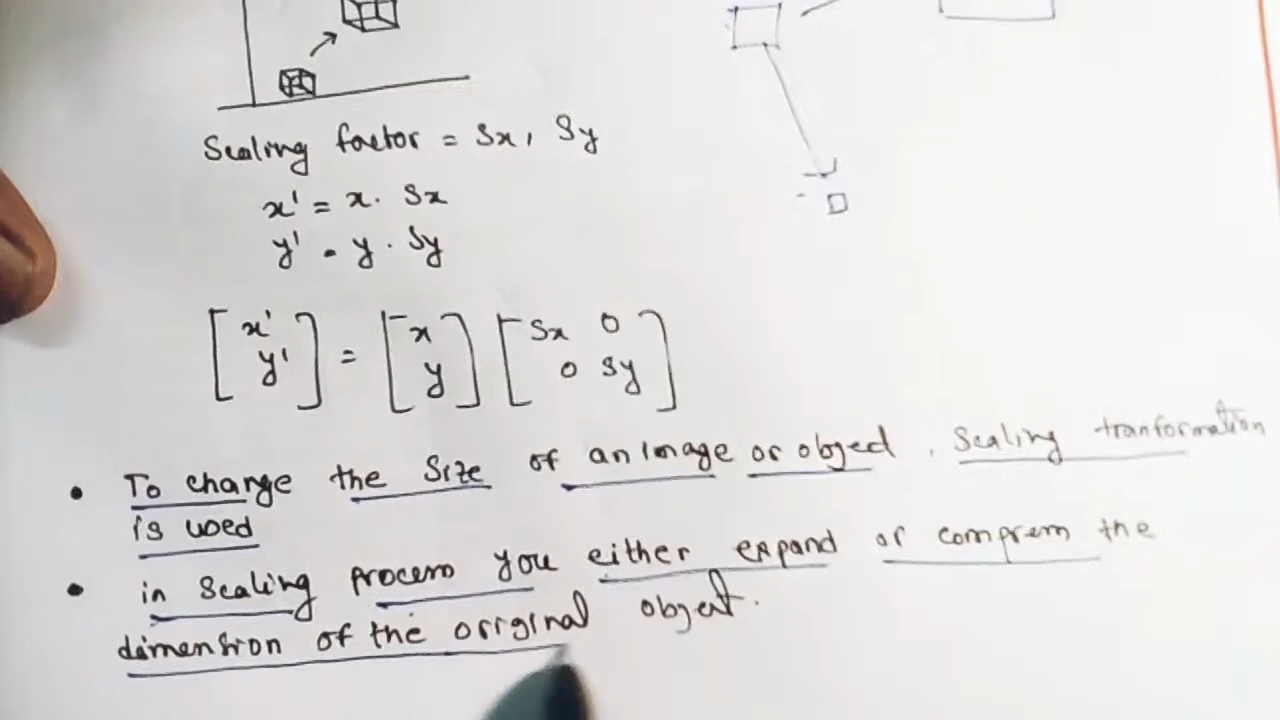 Scaling factor = Sx, Sy
x' = x. Sx
y' = y. Sy
[x' y'] = [x y] [Sx 0 0 Sy]
• To change the Size of an image or object. Scaling tranformation
is used
• in Scaling process you either expand or compress the
dimension of the original object.